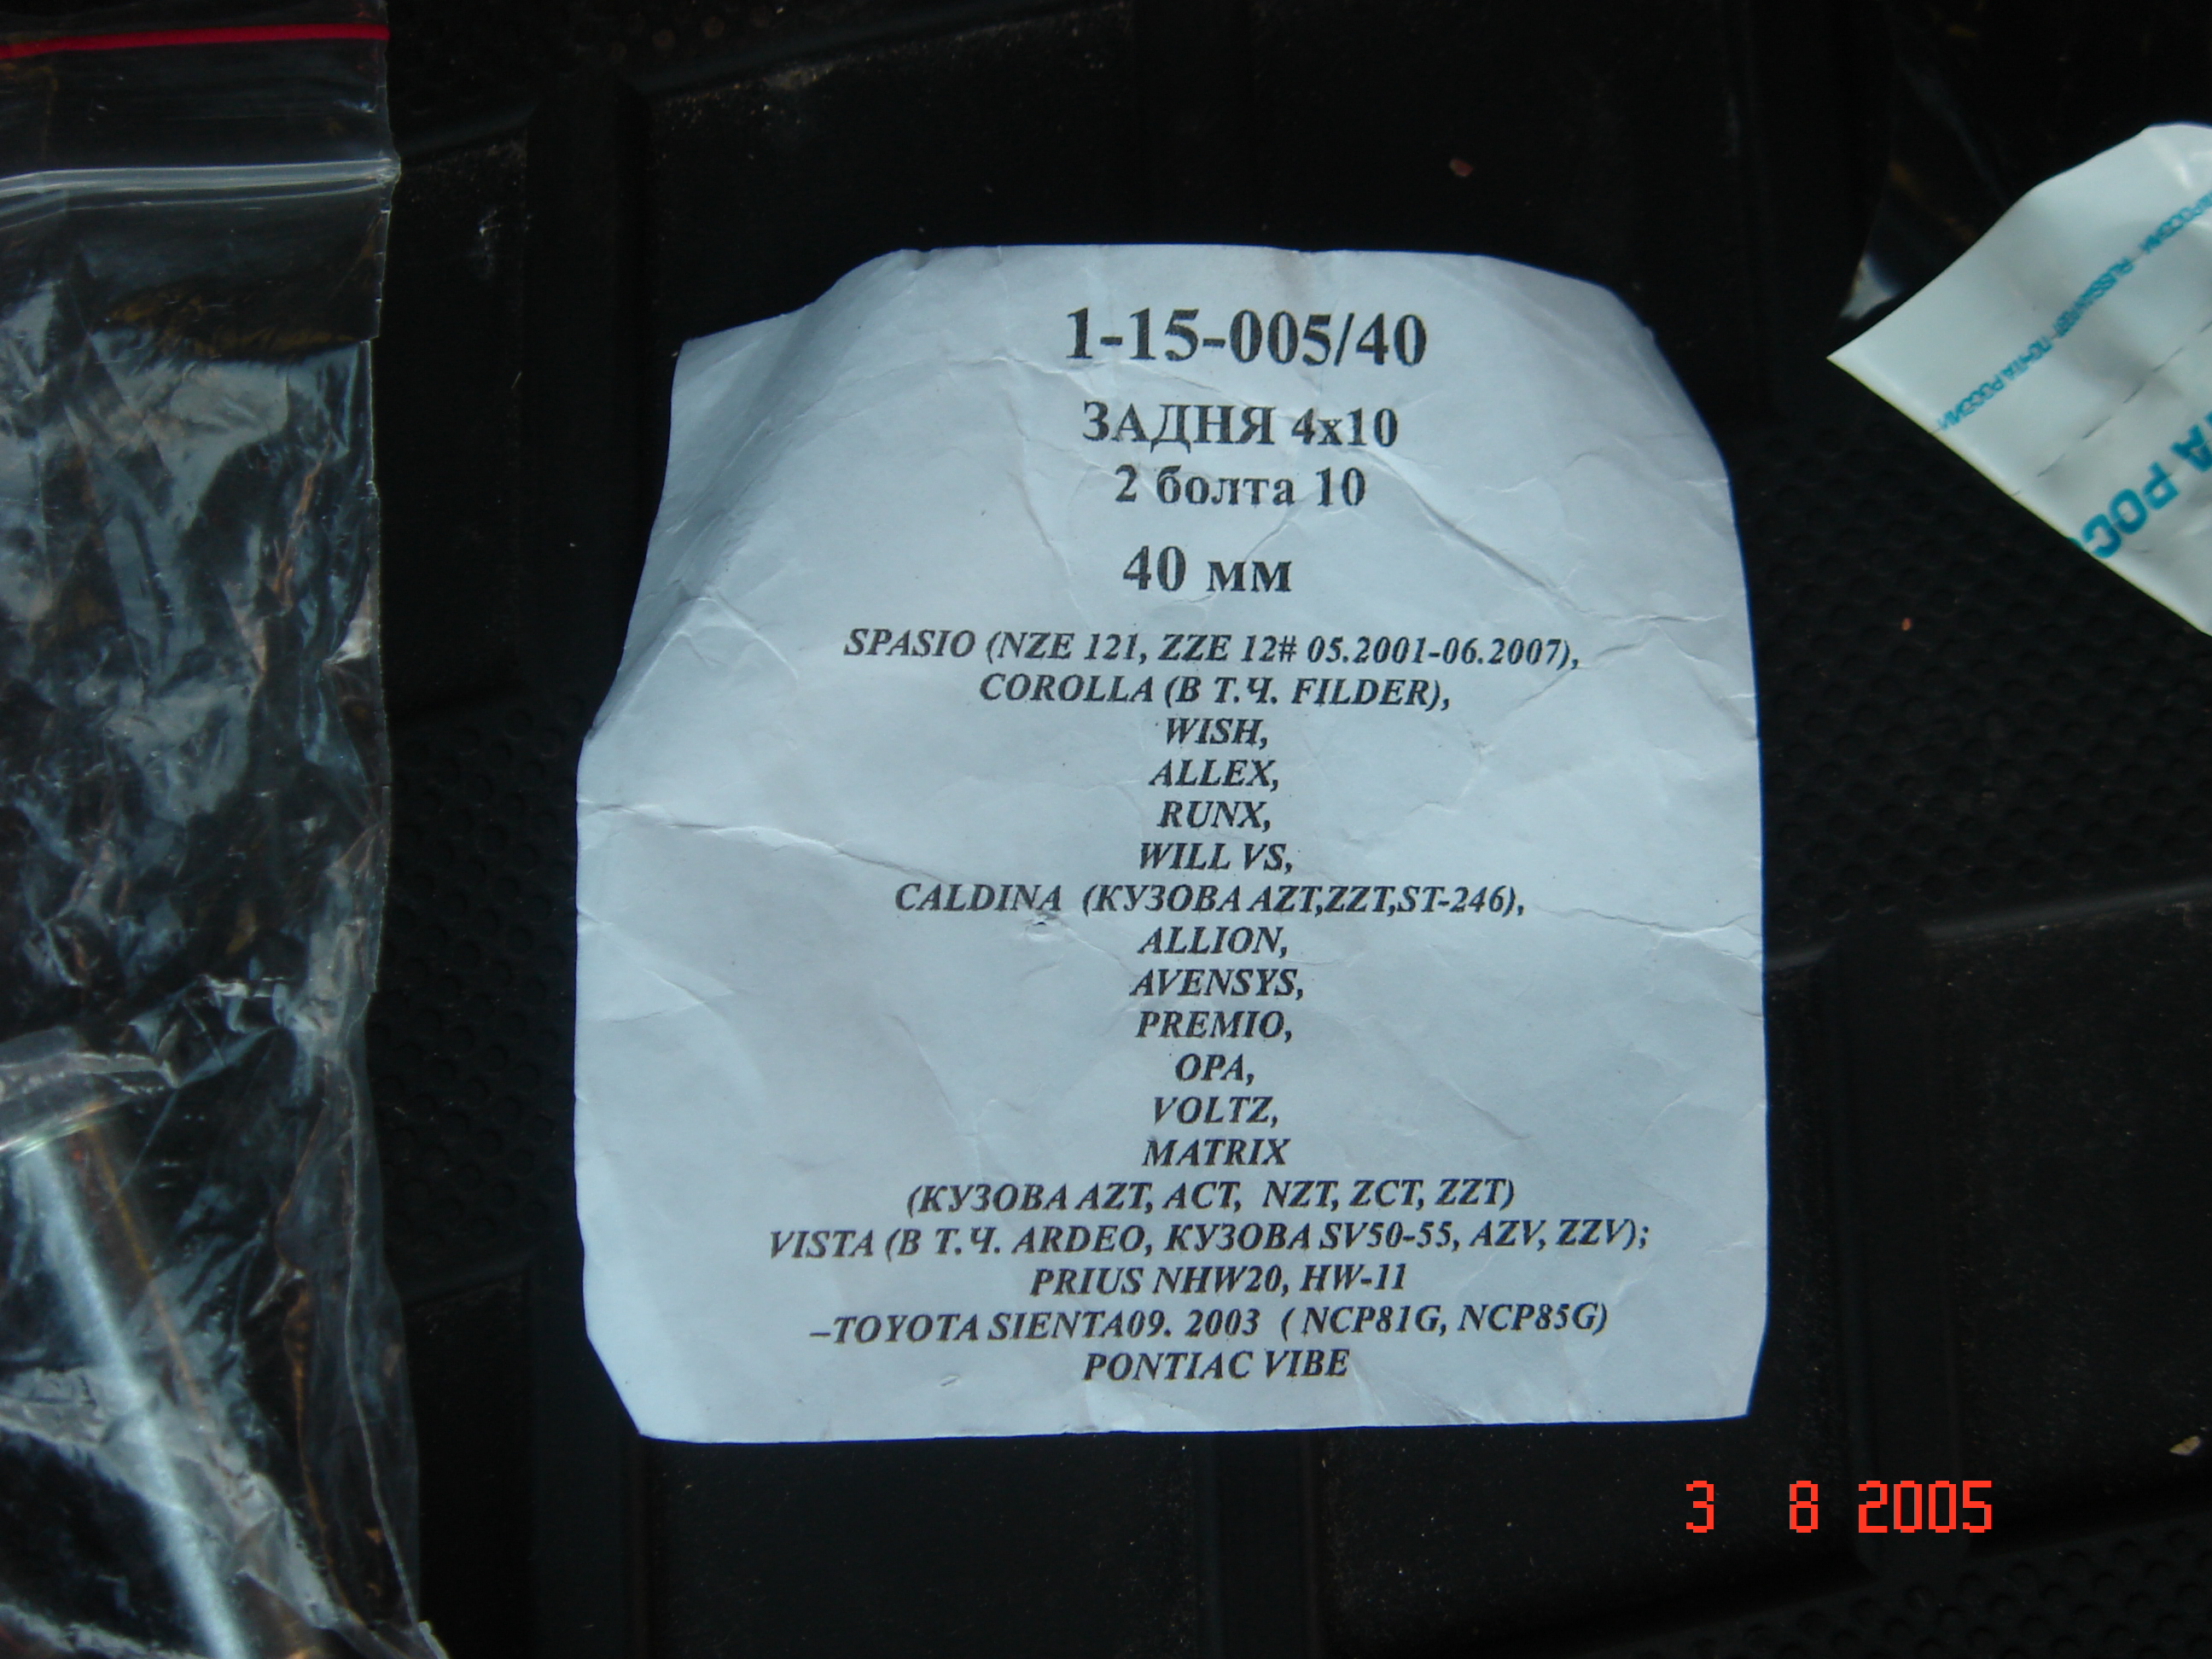 1-15-005/40
ЗАДНЯ 4х10
2 болта 10
40 мм
SPASIO (NZE 121, ZZE 12# 05.2001-06.2007),
COROLLA (В Т.Ч. FILDER),
WISH,
ALLEX,
RUNX,
WILL VS,
CALDINA (КУЗОВА AZT,ZZT,ST-246),
ALLION,
AVENSYS,
PREMIO,
OPA,
VOLTZ,
MATRIX
(КУЗОВА AZT, ACT, NZT, ZCT, ZZT)
VISTA (В Т.Ч. ARDEO, КУЗОВА SV50-55, AZV, ZZV);
PRIUS NHW20, HW-11
–TOYOTA SIENTA09. 2003 ( NCP81G, NCP85G)
PONTIAC VIBE
ПОЧТА РОССИИ
3 8 2005